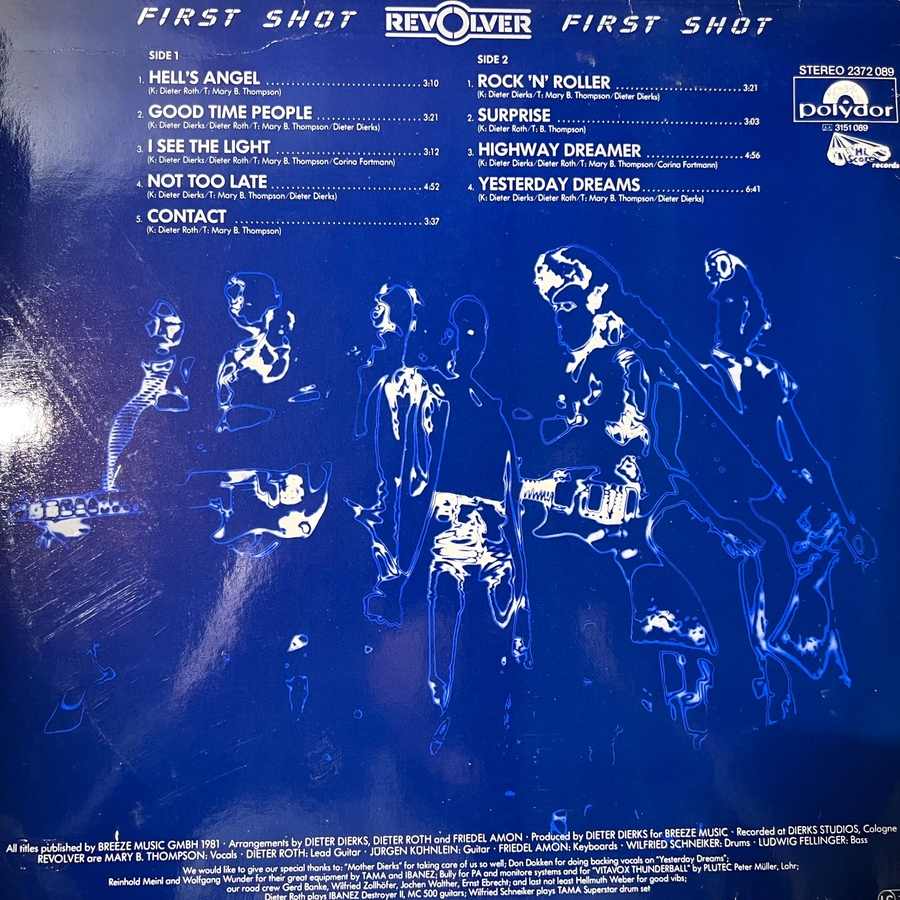 FIRST SHOT REVOLVER FIRST SHOT
SIDE 1
1. HELL'S ANGEL 3:10
(K: Dieter Roth/T: Mary B. Thompson)
2. GOOD TIME PEOPLE 3:21
(K: Dieter Dierks/Dieter Roth/T: Mary B. Thompson/Dieter Dierks)
3. I SEE THE LIGHT 3:12
(K: Dieter Dierks/Dieter Roth/T: Mary B. Thompson/Corina Fortmann)
4. NOT TOO LATE 4:52
(K: Dieter Dierks/T: Mary B. Thompson/Dieter Dierks)
5. CONTACT 3:37
(K: Dieter Roth/T: Mary B. Thompson)
SIDE 2
1. ROCK 'N' ROLLER 3:21
(K: Dieter Dierks/T: Mary B. Thompson/Dieter Dierks)
2. SURPRISE 3:03
(K: Dieter Roth/T: B. Thompson)
3. HIGHWAY DREAMER 4:56
(K: Dieter Dierks/Dieter Roth/T: Mary B. Thompson/Corina Fortmann)
4. YESTERDAY DREAMS 6:41
(K: Dieter Dierks/Dieter Roth/T: Mary B. Thompson/Dieter Dierks)
STEREO 2372 089
polydor
3151 089
HI
SCORE
records
All titles published by BREEZE MUSIC GMBH 1981 · Arrangements by DIETER DIERKS, DIETER ROTH and FRIEDEL AMON · Produced by DIETER DIERKS for BREEZE MUSIC · Recorded at DIERKS STUDIOS, Cologne
REVOLVER are MARY B. THOMPSON: Vocals · DIETER ROTH: Lead Guitar · JÜRGEN KÜHNLEIN: Guitar · FRIEDEL AMON: Keyboards · WILFRIED SCHNEIKER: Drums · LUDWIG FELLINGER: Bass
We would like to give our special thanks to: "Mother Dierks" for taking care of us so well; Don Dokken for doing backing vocals on "Yesterday Dreams";
Reinhold Meinl and Wolfgang Wunder for their great equipment by TAMA and IBANEZ; Bully for PA and monitore systems and for "VITAVOX THUNDERBALL" by PLUTEC Peter Müller, Lohr;
our road crew Gerd Banke, Wilfried Zollhöfer, Jochen Walther, Ernst Ebrecht; and last not least Hellmuth Weber for good vibs;
Dieter Roth plays IBANEZ Destroyer II, MC 500 guitars; Wilfried Schneiker plays TAMA Superstar drum set